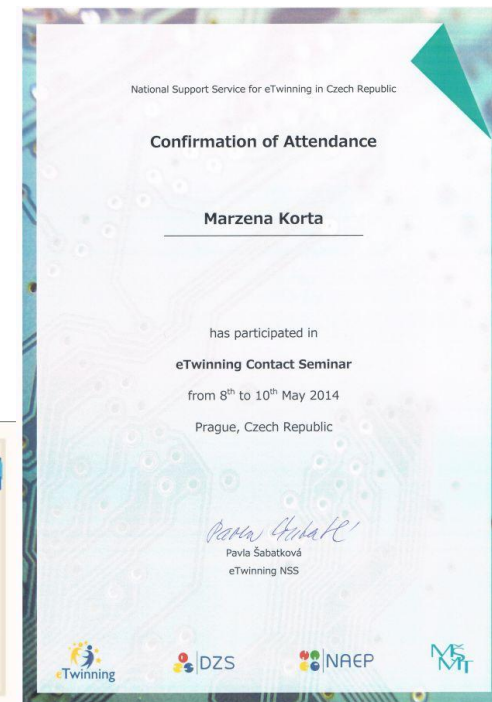 National Support Service for eTwinning in Czech Republic
Confirmation of Attendance
Marzena Korta
has participated in
eTwinning Contact Seminar
from 8th to 10th May 2014
Prague, Czech Republic
Pavla Šabatková
eTwinning NSS
eTwinning
DZS
NAEP
MŠMT